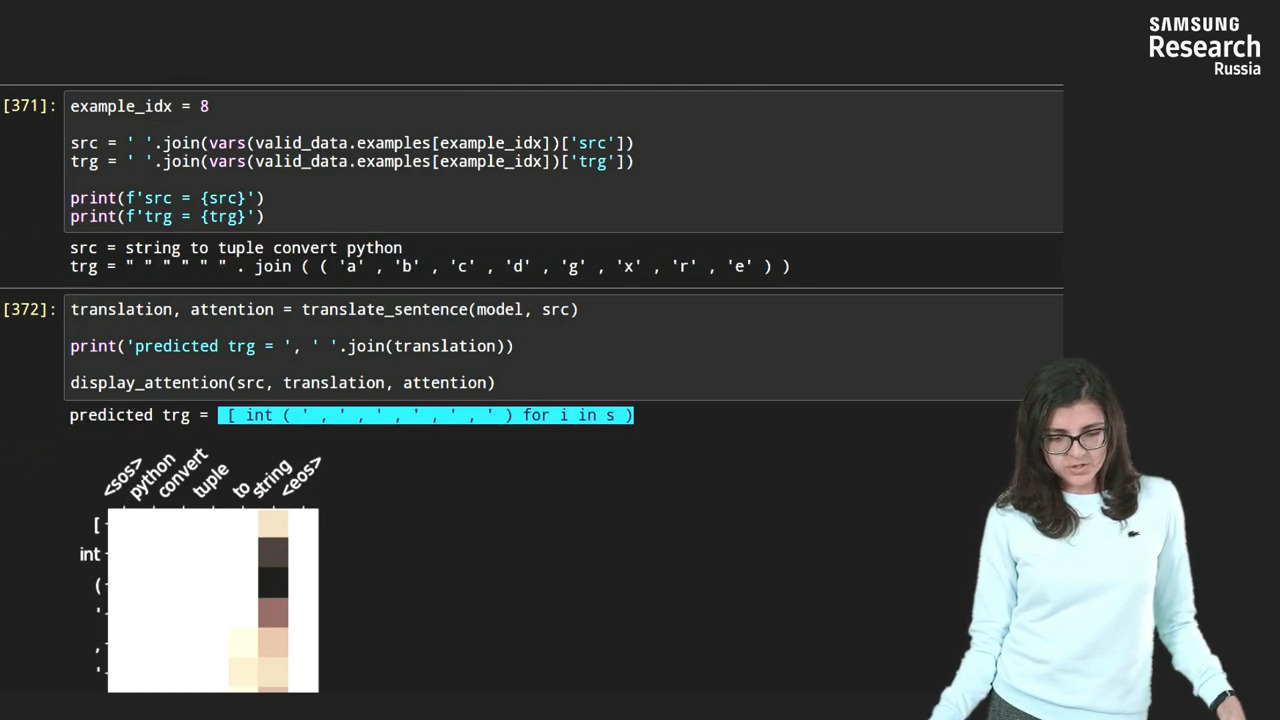 SAMSUNG
Research
Russia
[371]:
example_idx = 8
src = ' '.join(vars(valid_data.examples[example_idx])['src'])
trg = ' '.join(vars(valid_data.examples[example_idx])['trg'])
print(f'src = {src}')
print(f'trg = {trg}')
src = string to tuple convert python
trg = " " " " " " . join ( ( 'a' , 'b' , 'c' , 'd' , 'g' , 'x' , 'r' , 'e' ) )
[372]:
translation, attention = translate_sentence(model, src)
print('predicted trg = ', ' '.join(translation))
display_attention(src, translation, attention)
predicted trg = [ int ( ' , ' , ' , ' , ' , ' ) for i in s )
<sos> python convert tuple to string <eos>
[
int
(
'
,
'